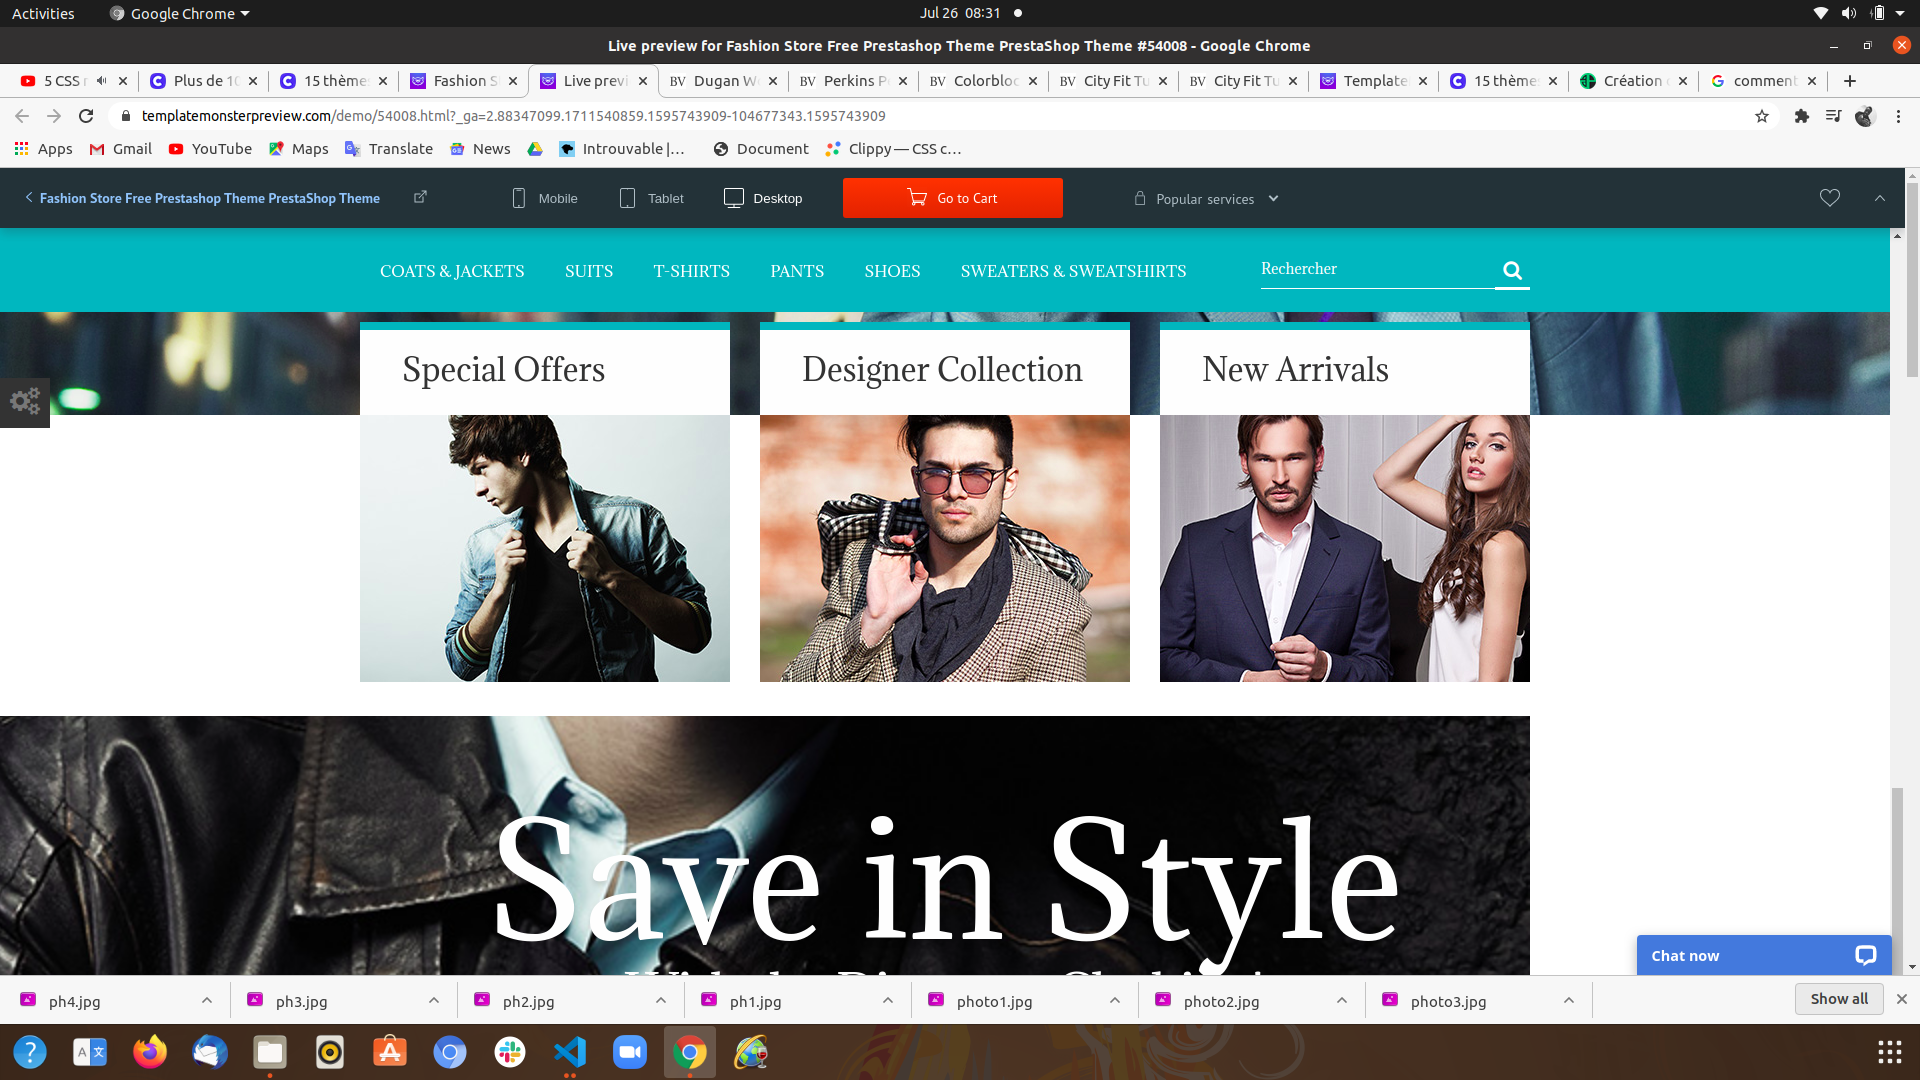 Activities
Google Chrome
Jul 26 08:31
Live preview for Fashion Store Free Prestashop Theme PrestaShop Theme #54008 - Google Chrome
5 CSS
Plus de 10
15 thèmes
Fashion S
Live previ
BV Dugan W
BV Perkins P
BV Colorbloc
BV City Fit Tu
BV City Fit Tu
Template
15 thèmes
Création
comment
templatemonsterpreview.com/demo/54008.html?_ga=2.88347099.1711540859.1595743909-104677343.1595743909
Apps
Gmail
YouTube
Maps
Translate
News
Introuvable |...
Document
Clippy — CSS c...
Fashion Store Free Prestashop Theme PrestaShop Theme
Mobile
Tablet
Desktop
Go to Cart
Popular services
COATS & JACKETS
SUITS
T-SHIRTS
PANTS
SHOES
SWEATERS & SWEATSHIRTS
Rechercher
Special Offers
Designer Collection
New Arrivals
Save in Style
Chat now
ph4.jpg
ph3.jpg
ph2.jpg
ph1.jpg
photo1.jpg
photo2.jpg
photo3.jpg
Show all